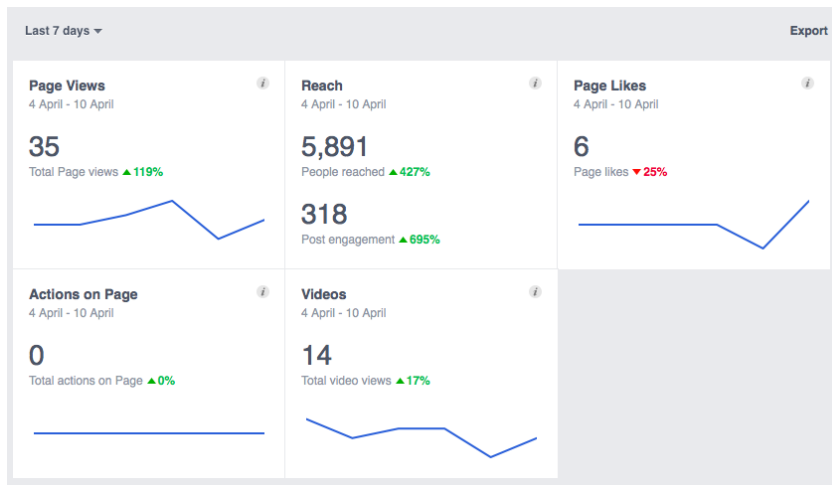 Last 7 days
Export
Page Views
4 April - 10 April
35
Total Page views 119%
Reach
4 April - 10 April
5,891
People reached 427%
318
Post engagement 695%
Page Likes
4 April - 10 April
6
Page likes 25%
Actions on Page
4 April - 10 April
0
Total actions on Page 0%
Videos
4 April - 10 April
14
Total video views 17%